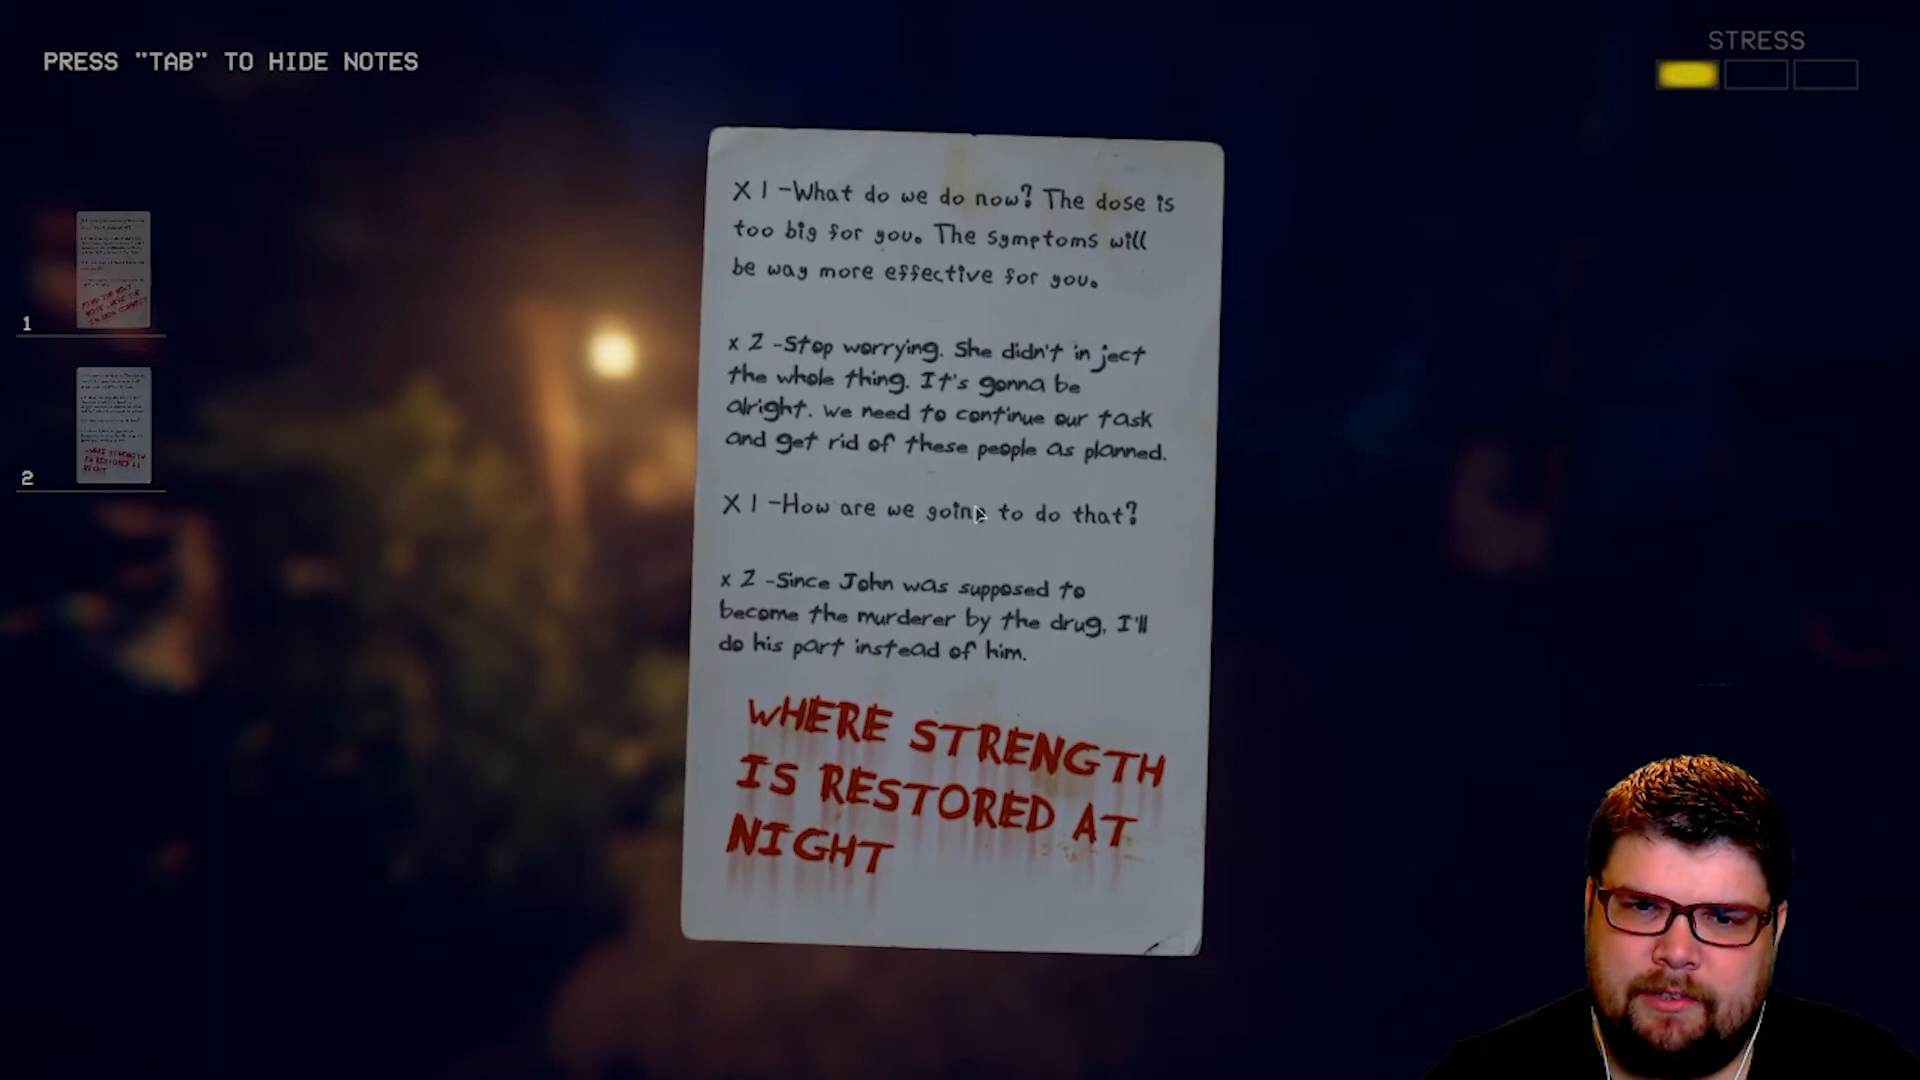 PRESS "TAB" TO HIDE NOTES
STRESS
1
2
X 1 -What do we do now? The dose is
too big for you. The symptoms will
be way more effective for you.
x 2 -Stop worrying. She didn't in ject
the whole thing. It's gonna be
alright. We need to continue our task
and get rid of these people as planned.
X 1 -How are we going to do that?
x 2 -Since John was supposed to
become the murderer by the drug, I'll
do his part instead of him.
WHERE STRENGTH
IS RESTORED AT
NIGHT